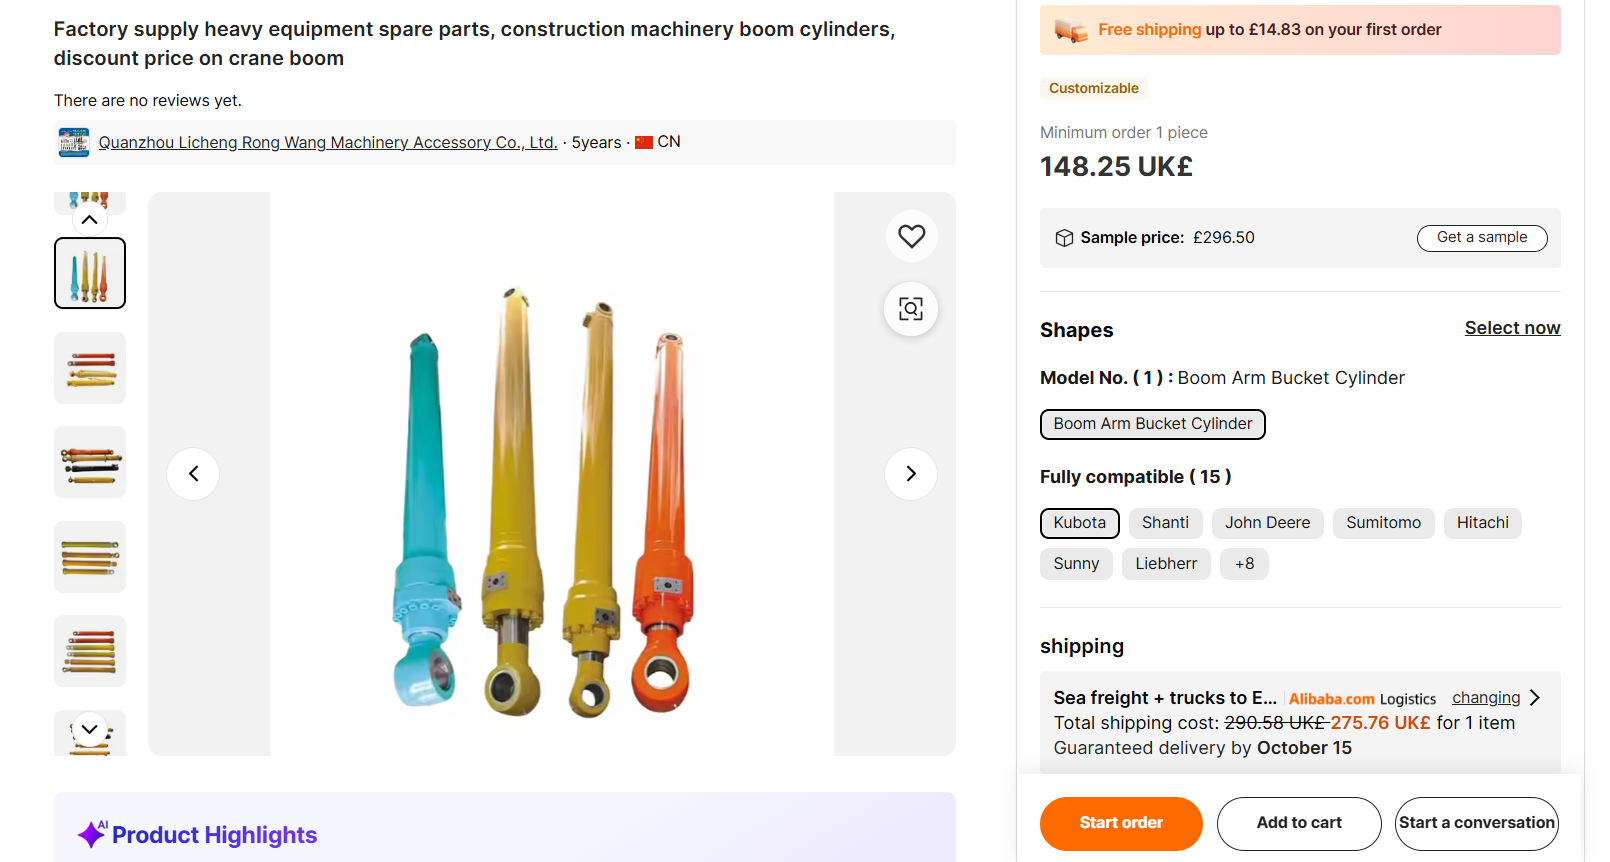 Factory supply heavy equipment spare parts, construction machinery boom cylinders,
discount price on crane boom
There are no reviews yet.
Quanzhou Licheng Rong Wang Machinery Accessory Co., Ltd. · 5years · CN
AI Product Highlights
Free shipping up to £14.83 on your first order
Customizable
Minimum order 1 piece
148.25 UK£
Sample price: £296.50 Get a sample
Shapes Select now
Model No. ( 1 ) : Boom Arm Bucket Cylinder
Boom Arm Bucket Cylinder
Fully compatible ( 15 )
Kubota Shanti John Deere Sumitomo Hitachi
Sunny Liebherr +8
shipping
Sea freight + trucks to E... Alibaba.com Logistics changing
Total shipping cost: 290.58 UK£ 275.76 UK£ for 1 item
Guaranteed delivery by October 15
Start order Add to cart Start a conversation